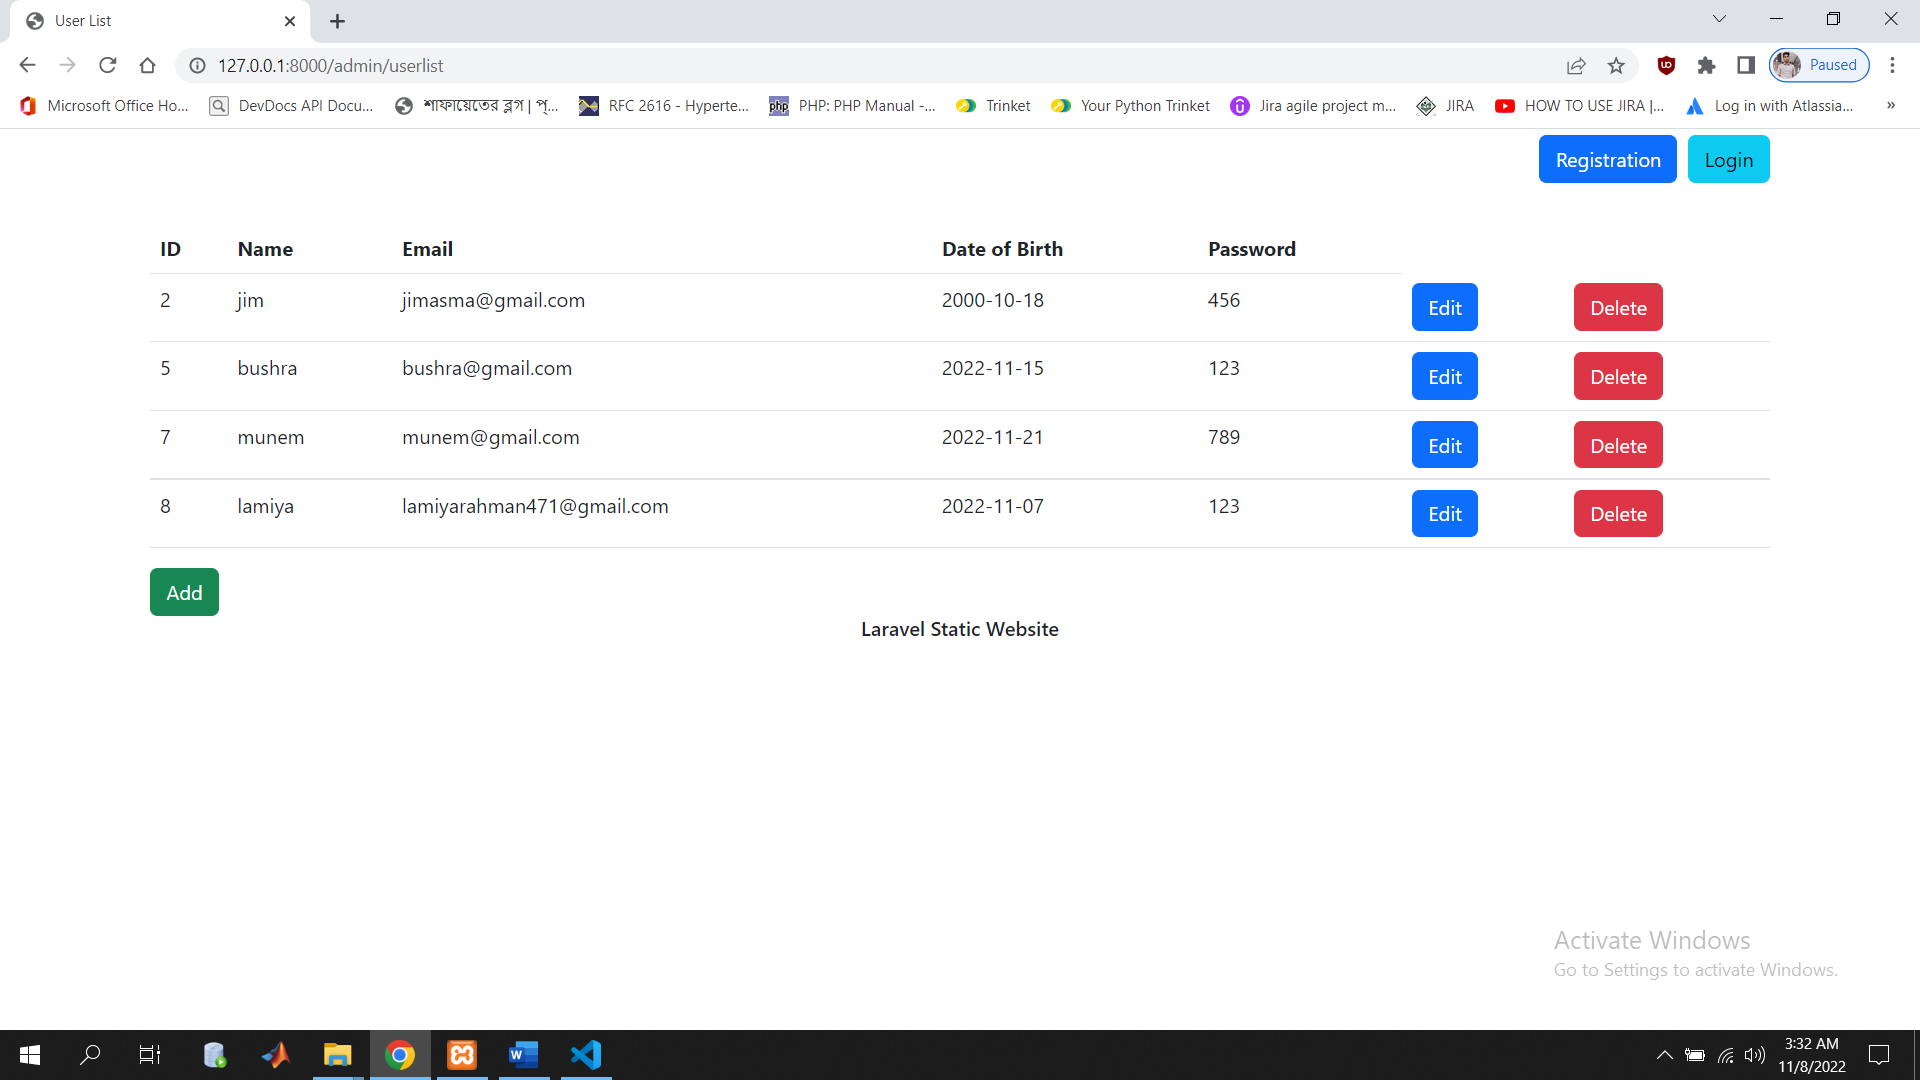 User List
127.0.0.1:8000/admin/userlist
Paused
Microsoft Office Ho...
DevDocs API Docu...
শাফায়েতের ব্লগ | প্...
RFC 2616 - Hyperte...
php
PHP: PHP Manual -...
Trinket
Your Python Trinket
Jira agile project m...
JIRA
HOW TO USE JIRA |...
Log in with Atlassia...
»
Registration Login
ID Name Email Date of Birth Password
2 jim jimasma@gmail.com 2000-10-18 456 Edit Delete
5 bushra bushra@gmail.com 2022-11-15 123 Edit Delete
7 munem munem@gmail.com 2022-11-21 789 Edit Delete
8 lamiya lamiyarahman471@gmail.com 2022-11-07 123 Edit Delete
Add
Laravel Static Website
Activate Windows
Go to Settings to activate Windows.
3:32 AM
11/8/2022